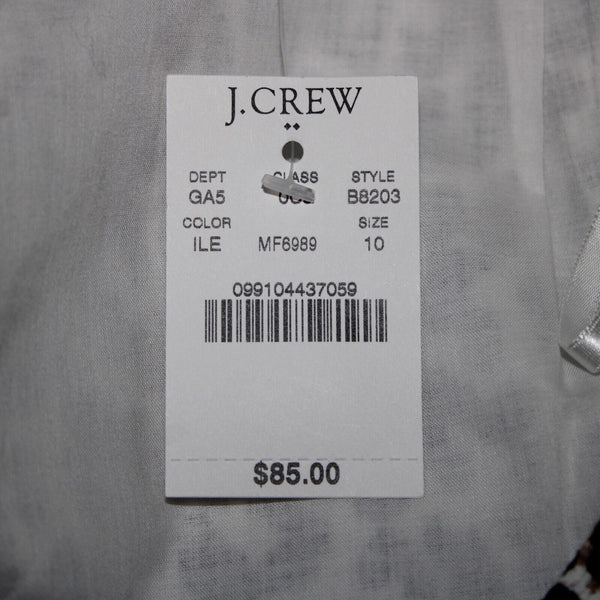 J.CREW
DEPT CLASS STYLE
GA5 B8203
COLOR SIZE
ILE MF6989 10
099104437059
$85.00